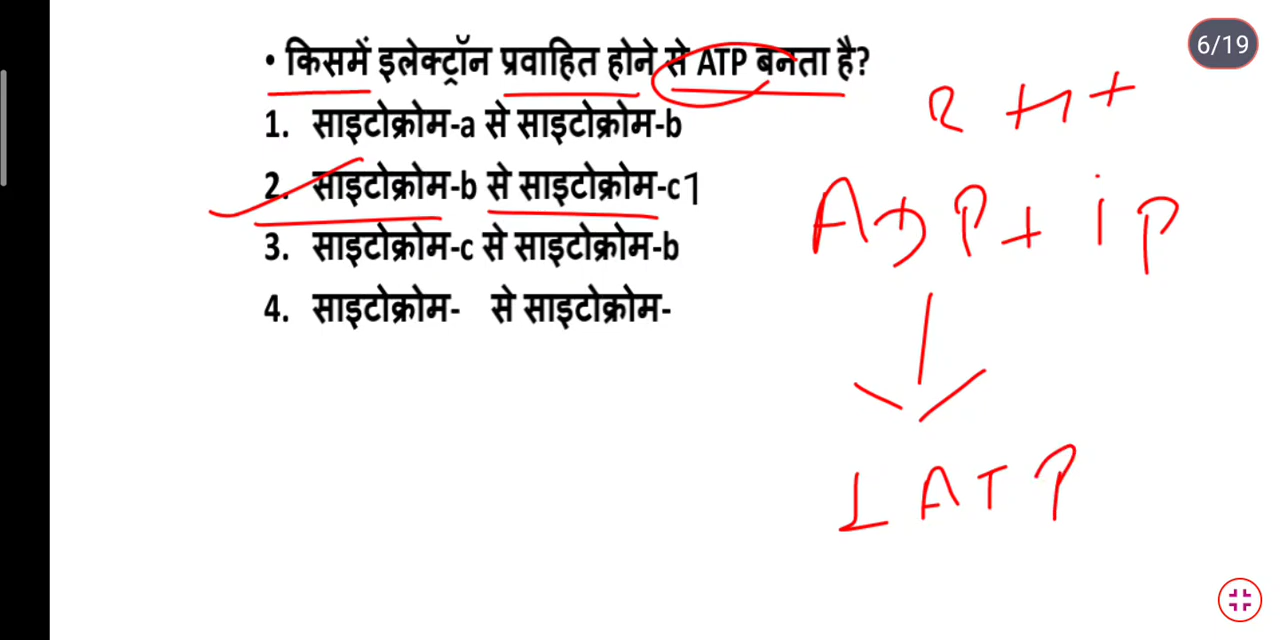 • किसमें इलेक्ट्रॉन प्रवाहित होने से ATP बनता है?
1. साइटोक्रोम-a से साइटोक्रोम-b
2. साइटोक्रोम-b से साइटोक्रोम-c1
3. साइटोक्रोम-c से साइटोक्रोम-b
4. साइटोक्रोम- से साइटोक्रोम-
6/19
2 H+
ADP + iP
1 ATP